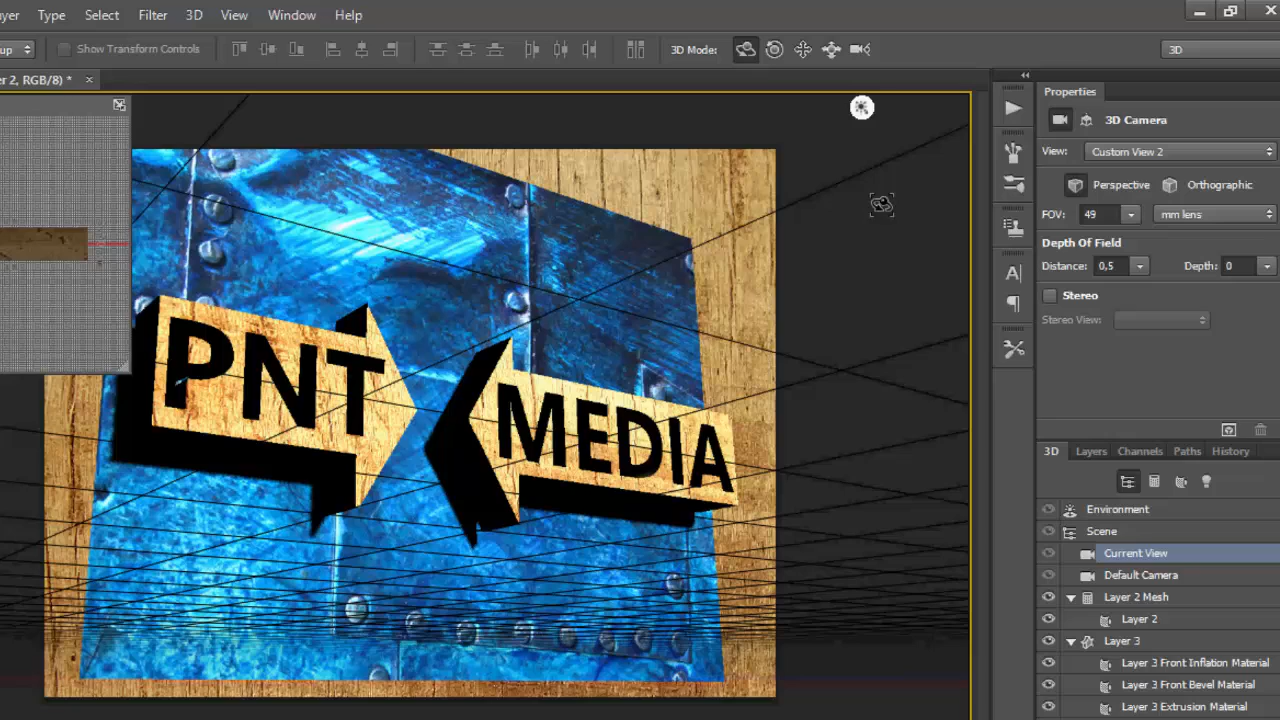 ayer Type Select Filter 3D View Window Help
up Show Transform Controls 3D Mode: 3D
er 2, RGB/8) * ×
Properties
3D Camera
View: Custom View 2
Perspective Orthographic
FOV: 49 mm lens
Depth Of Field
Distance: 0,5 Depth: 0
Stereo
Stereo View:
PNT
MEDIA
3D Layers Channels Paths History
Environment
Scene
Current View
Default Camera
Layer 2 Mesh
Layer 2
Layer 3
Layer 3 Front Inflation Material
Layer 3 Front Bevel Material
Layer 3 Extrusion Material